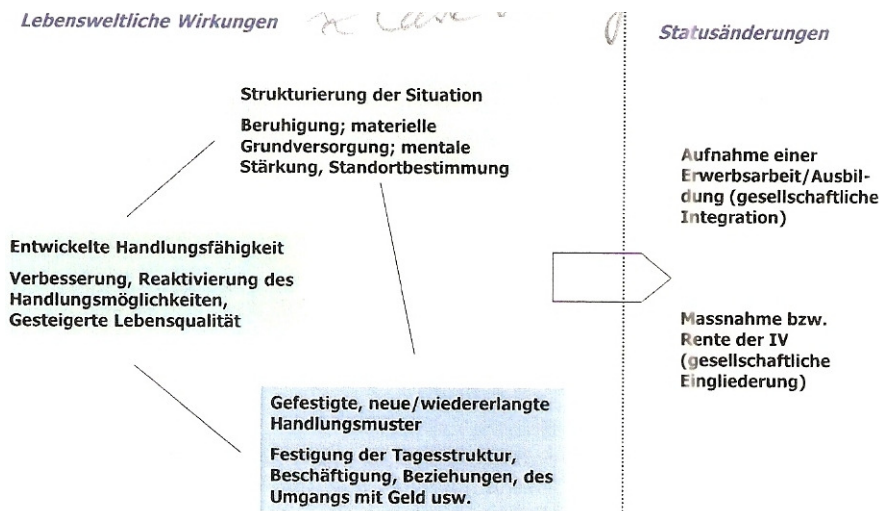 Lebensweltliche Wirkungen
Statusänderungen
Strukturierung der Situation
Beruhigung; materielle
Grundversorgung; mentale
Stärkung, Standortbestimmung
Entwickelte Handlungsfähigkeit
Verbesserung, Reaktivierung des
Handlungsmöglichkeiten,
Gesteigerte Lebensqualität
Gefestigte, neue/wiedererlangte
Handlungsmuster
Festigung der Tagesstruktur,
Beschäftigung, Beziehungen, des
Umgangs mit Geld usw.
Aufnahme einer
Erwerbsarbeit/Ausbil-
dung (gesellschaftliche
Integration)
Massnahme bzw.
Rente der IV
(gesellschaftliche
Eingliederung)